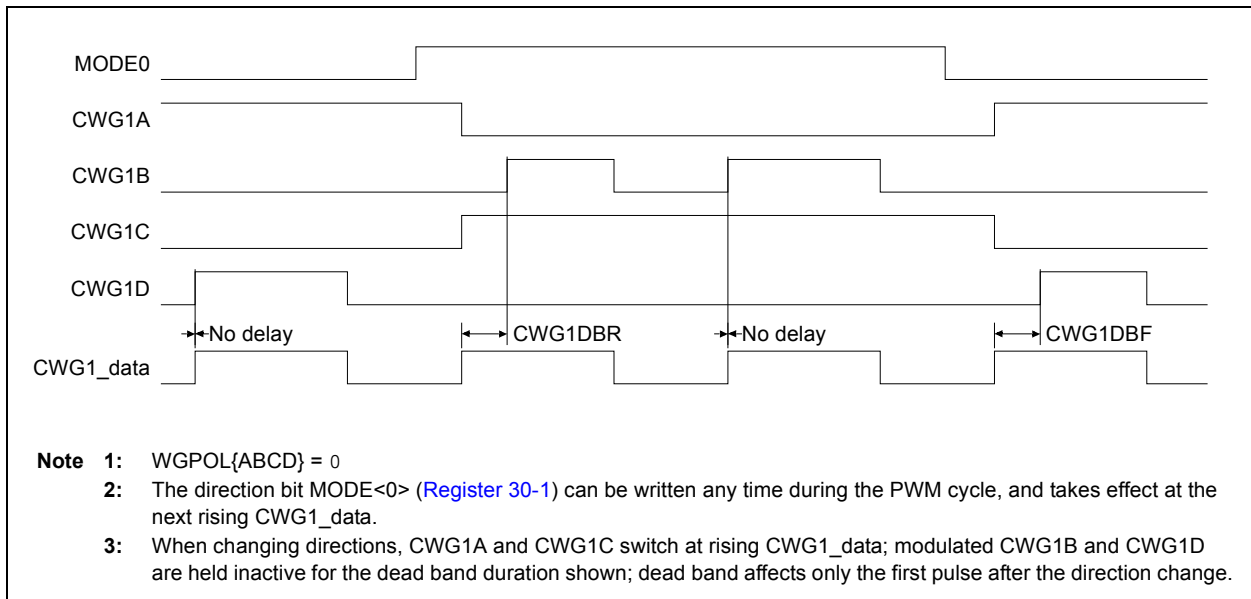 MODE0
CWG1A
CWG1B
CWG1C
CWG1D
No delay CWG1DBR No delay CWG1DBF
CWG1_data
Note 1: WGPOL{ABCD} = 0
2: The direction bit MODE<0> (Register 30-1) can be written any time during the PWM cycle, and takes effect at the
next rising CWG1_data.
3: When changing directions, CWG1A and CWG1C switch at rising CWG1_data; modulated CWG1B and CWG1D
are held inactive for the dead band duration shown; dead band affects only the first pulse after the direction change.